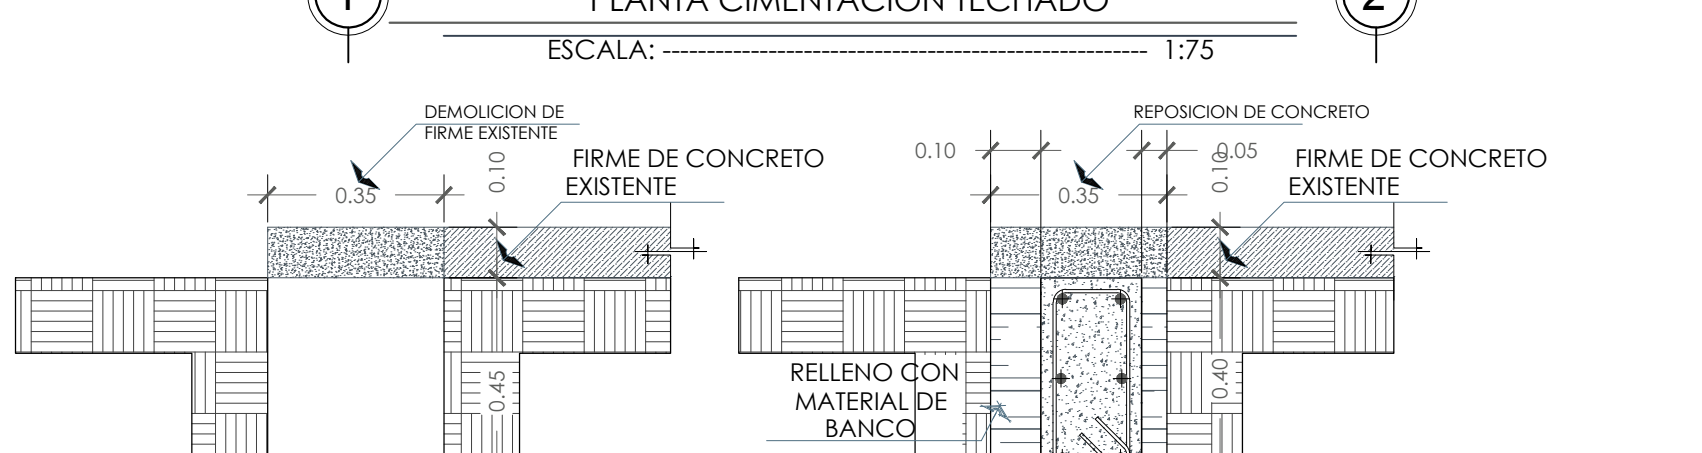 1
PLANTA CIMENTACION TECHADO
2
ESCALA: ------------------------------------------------------- 1:75
DEMOLICION DE
FIRME EXISTENTE
0.10
FIRME DE CONCRETO
EXISTENTE
0.35
0.45
REPOSICION DE CONCRETO
0.10
0.05
0.10
FIRME DE CONCRETO
EXISTENTE
0.35
RELLENO CON
MATERIAL DE
BANCO
0.40